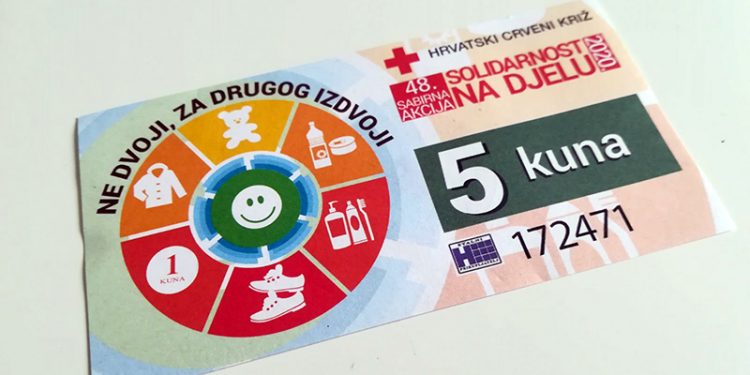 NE DVOJI, ZA DRUGOG IZDVOJI
1
KUNA
HRVATSKI CRVENI KRIŽ
48.
SABIRNA
AKCIJA
SOLIDARNOST
NA DJELU
2020.
5 kuna
172471